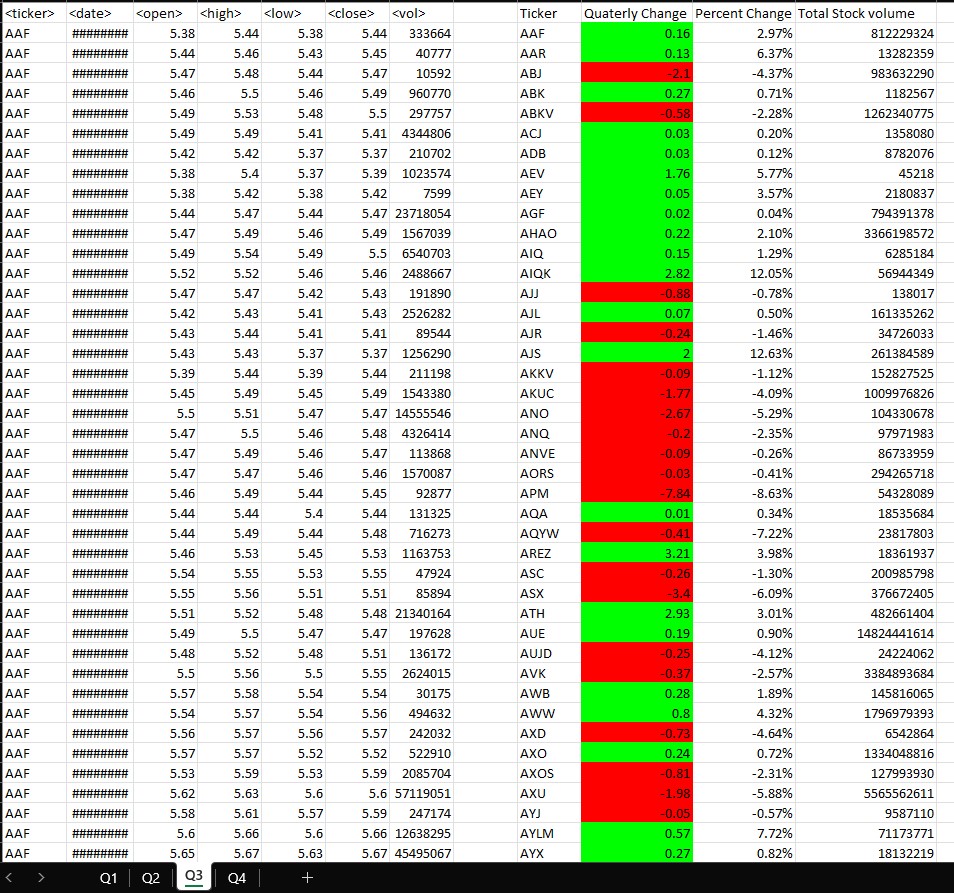 <ticker> <date> <open> <high> <low> <close> <vol> Ticker Quaterly Change Percent Change Total Stock volume
AAF ######## 5.38 5.44 5.38 5.44 333664 AAF 0.16 2.97% 812229324
AAF ######## 5.44 5.46 5.43 5.45 40777 AAR 0.13 6.37% 13282359
AAF ######## 5.47 5.48 5.44 5.47 10592 ABJ -2.1 -4.37% 983632290
AAF ######## 5.46 5.5 5.46 5.49 960770 ABK 0.27 0.71% 1182567
AAF ######## 5.49 5.53 5.48 5.5 297757 ABKV -0.58 -2.28% 1262340775
AAF ######## 5.49 5.49 5.41 5.41 4344806 ACJ 0.03 0.20% 1358080
AAF ######## 5.42 5.42 5.37 5.37 210702 ADB 0.03 0.12% 8782076
AAF ######## 5.38 5.4 5.37 5.39 1023574 AEV 1.76 5.77% 45218
AAF ######## 5.38 5.42 5.38 5.42 7599 AEY 0.05 3.57% 2180837
AAF ######## 5.44 5.47 5.44 5.47 23718054 AGF 0.02 0.04% 794391378
AAF ######## 5.47 5.49 5.46 5.49 1567039 AHAO 0.22 2.10% 3366198572
AAF ######## 5.49 5.54 5.49 5.5 6540703 AIQ 0.15 1.29% 6285184
AAF ######## 5.52 5.52 5.46 5.46 2488667 AIQK 2.82 12.05% 56944349
AAF ######## 5.47 5.47 5.42 5.43 191890 AJJ -0.88 -0.78% 138017
AAF ######## 5.42 5.43 5.41 5.43 2526282 AJL 0.07 0.50% 161335262
AAF ######## 5.43 5.44 5.41 5.41 89544 AJR -0.24 -1.46% 34726033
AAF ######## 5.43 5.43 5.37 5.37 1256290 AJS 2 12.63% 261384589
AAF ######## 5.39 5.44 5.39 5.44 211198 AKKV -0.09 -1.12% 152827525
AAF ######## 5.45 5.49 5.45 5.49 1543380 AKUC -1.77 -4.09% 1009976826
AAF ######## 5.5 5.51 5.47 5.47 14555546 ANO -2.67 -5.29% 104330678
AAF ######## 5.47 5.5 5.46 5.48 4326414 ANQ -0.2 -2.35% 97971983
AAF ######## 5.47 5.49 5.46 5.47 113868 ANVE -0.09 -0.26% 86733959
AAF ######## 5.47 5.47 5.46 5.46 1570087 AORS -0.03 -0.41% 294265718
AAF ######## 5.46 5.49 5.44 5.45 92877 APM -7.84 -8.63% 54328089
AAF ######## 5.44 5.44 5.4 5.44 131325 AQA 0.01 0.34% 18535684
AAF ######## 5.44 5.49 5.44 5.48 716273 AQYW -0.41 -7.22% 23817803
AAF ######## 5.46 5.53 5.45 5.53 1163753 AREZ 3.21 3.98% 18361937
AAF ######## 5.54 5.55 5.53 5.55 47924 ASC -0.26 -1.30% 200985798
AAF ######## 5.55 5.56 5.51 5.51 85894 ASX -3.4 -6.09% 376672405
AAF ######## 5.51 5.52 5.48 5.48 21340164 ATH 2.93 3.01% 482661404
AAF ######## 5.49 5.5 5.47 5.47 197628 AUE 0.19 0.90% 14824441614
AAF ######## 5.48 5.52 5.48 5.51 136172 AUJD -0.25 -4.12% 24224062
AAF ######## 5.5 5.56 5.5 5.55 2624015 AVK -0.37 -2.57% 3384893684
AAF ######## 5.57 5.58 5.54 5.54 30175 AWB 0.28 1.89% 145816065
AAF ######## 5.54 5.57 5.54 5.56 494632 AWW 0.8 4.32% 1796979393
AAF ######## 5.56 5.57 5.56 5.57 242032 AXD -0.73 -4.64% 6542864
AAF ######## 5.57 5.57 5.52 5.52 522910 AXO 0.24 0.72% 1334048816
AAF ######## 5.53 5.59 5.53 5.59 2085704 AXOS -0.81 -2.31% 127993930
AAF ######## 5.62 5.63 5.6 5.6 57119051 AXU -1.98 -5.88% 5565562611
AAF ######## 5.58 5.61 5.57 5.59 247174 AYJ -0.05 -0.57% 9587110
AAF ######## 5.6 5.66 5.6 5.66 12638295 AYLM 0.57 7.72% 71173771
AAF ######## 5.65 5.67 5.63 5.67 45495067 AYX 0.27 0.82% 18132219
Q1 Q2 Q3 Q4 +